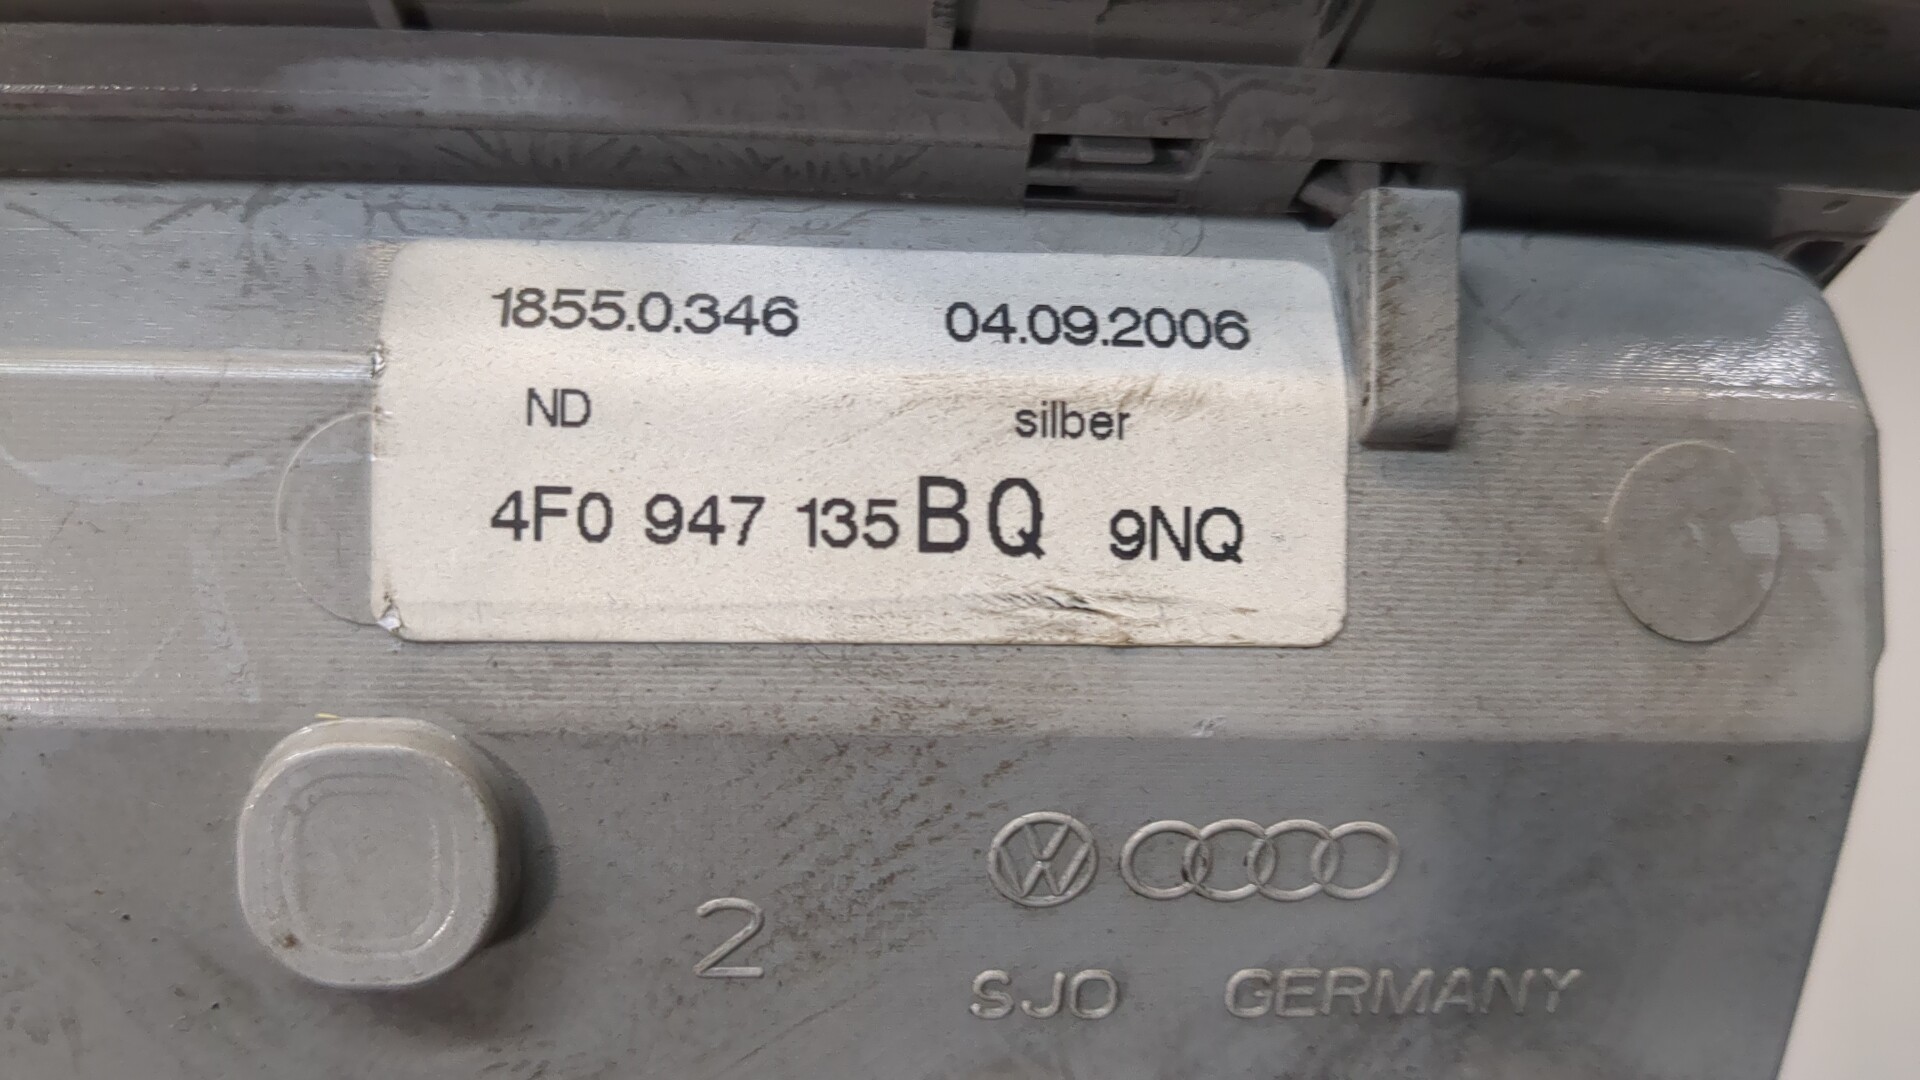 1855.0.346 04.09.2006
ND silber
4F0 947 135 BQ 9NQ
2
SJO GERMANY